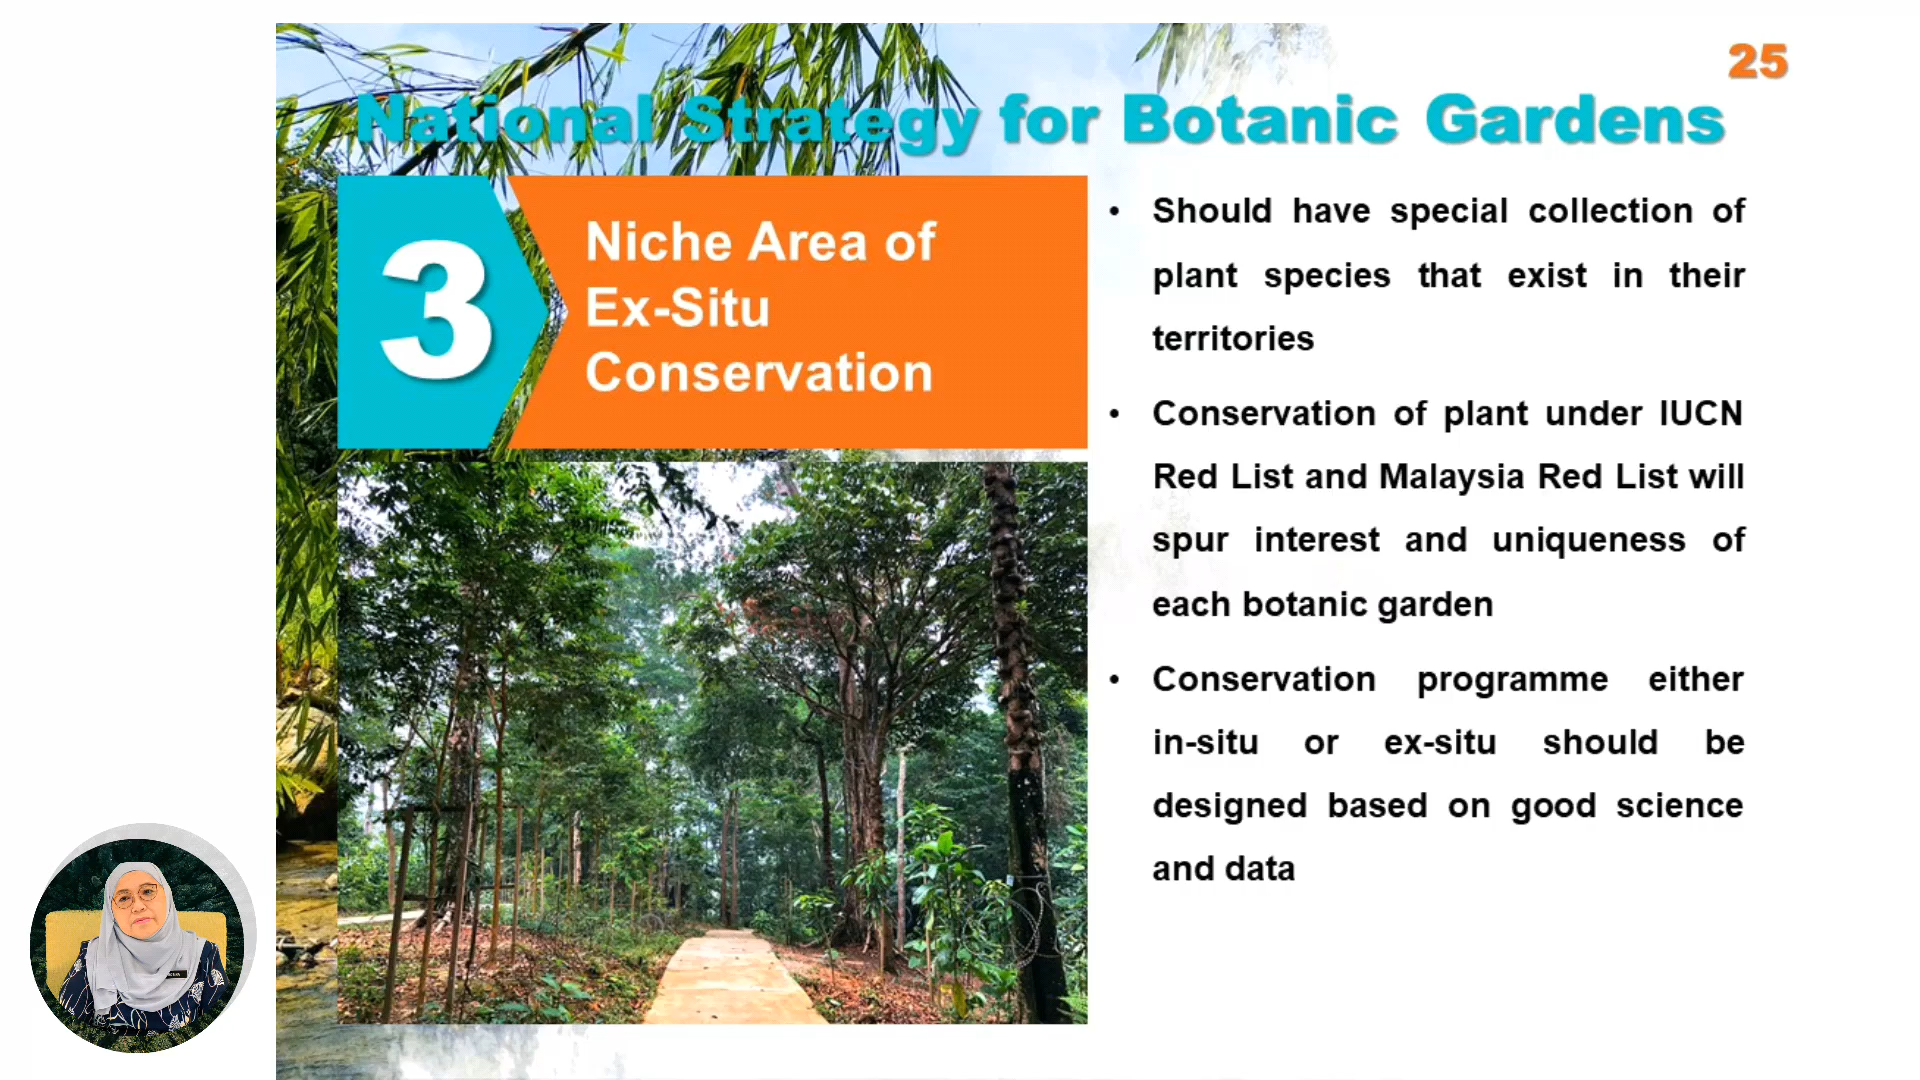 25
National Strategy for Botanic Gardens
3
Niche Area of
Ex-Situ
Conservation
• Should have special collection of
plant species that exist in their
territories
• Conservation of plant under IUCN
Red List and Malaysia Red List will
spur interest and uniqueness of
each botanic garden
• Conservation programme either
in-situ or ex-situ should be
designed based on good science
and data